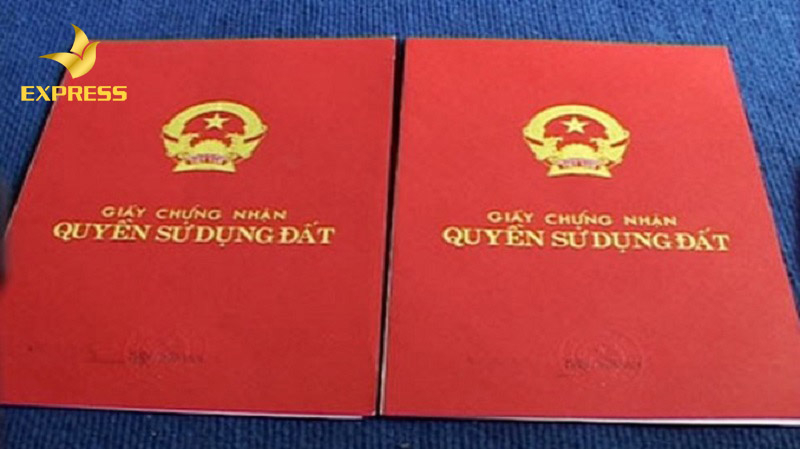 EXPRESS
GIẤY CHỨNG NHẬN
QUYỀN SỬ DỤNG ĐẤT
GIẤY CHỨNG NHẬN
QUYỀN SỬ DỤNG ĐẤT